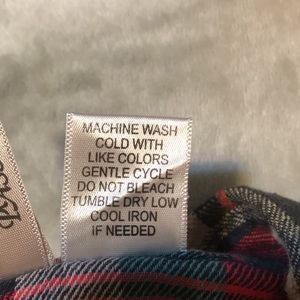 MACHINE WASH
COLD WITH
LIKE COLORS
GENTLE CYCLE
DO NOT BLEACH
TUMBLE DRY LOW
COOL IRON
IF NEEDED